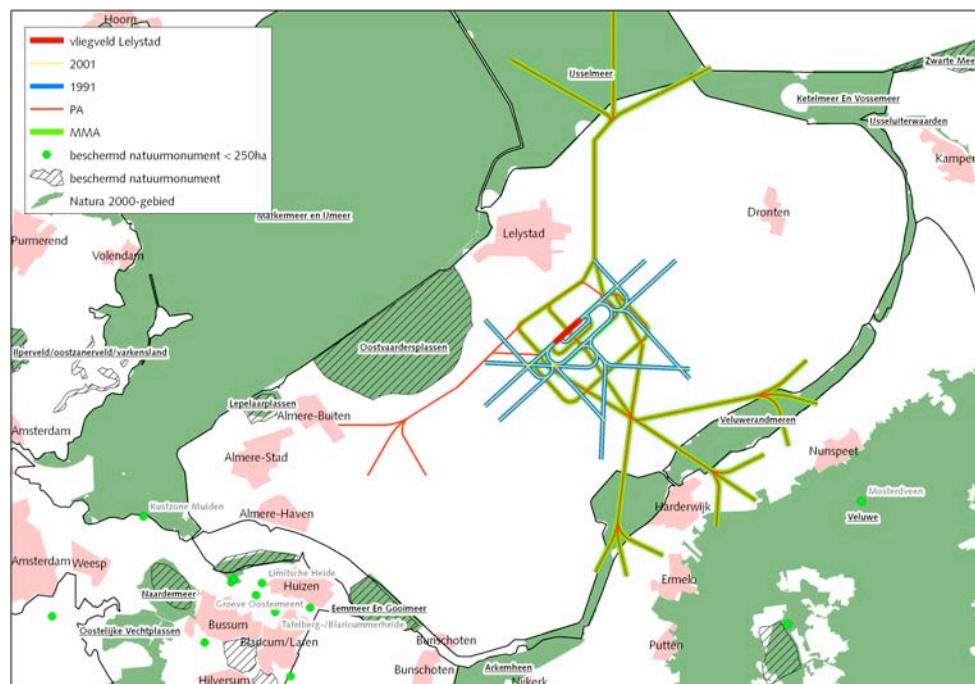 Hoorn
vliegveld Lelystad
2001
1991
PA
MMA
beschermd natuurmonument < 250ha
beschermd natuurmonument
Natura 2000-gebied
IJsselmeer
Zwarte Mee
Ketelmeer En Vossemeer
IJsseluiterwaarden
Kampen
Markermeer en IJmeer
Lelystad
Dronten
Purmerend
Volendam
Ilperveld/oostzanerveld/varkensland
Oostvaardersplassen
Lepelaarplassen
Almere-Buiten
Veluwerandmeren
Amsterdam
Almere-Stad
Nunspeet
Mosterdveen
Veluwe
Kustzone Muiden
Almere-Haven
Harderwijk
Amsterdam
Weesp
Limitsche Heide
Naardermeer
Huizen
Ermelo
Groeve Oostermeent
Eemmeer En Gooimeer
Oostelijke Vechtplassen
Bussum
Tafelberg-/Blaricummerheide
Blaricum/Laren
Bunschoten
Putten
Bunschoten
Arkemheen
Hilversum
Nijkerk